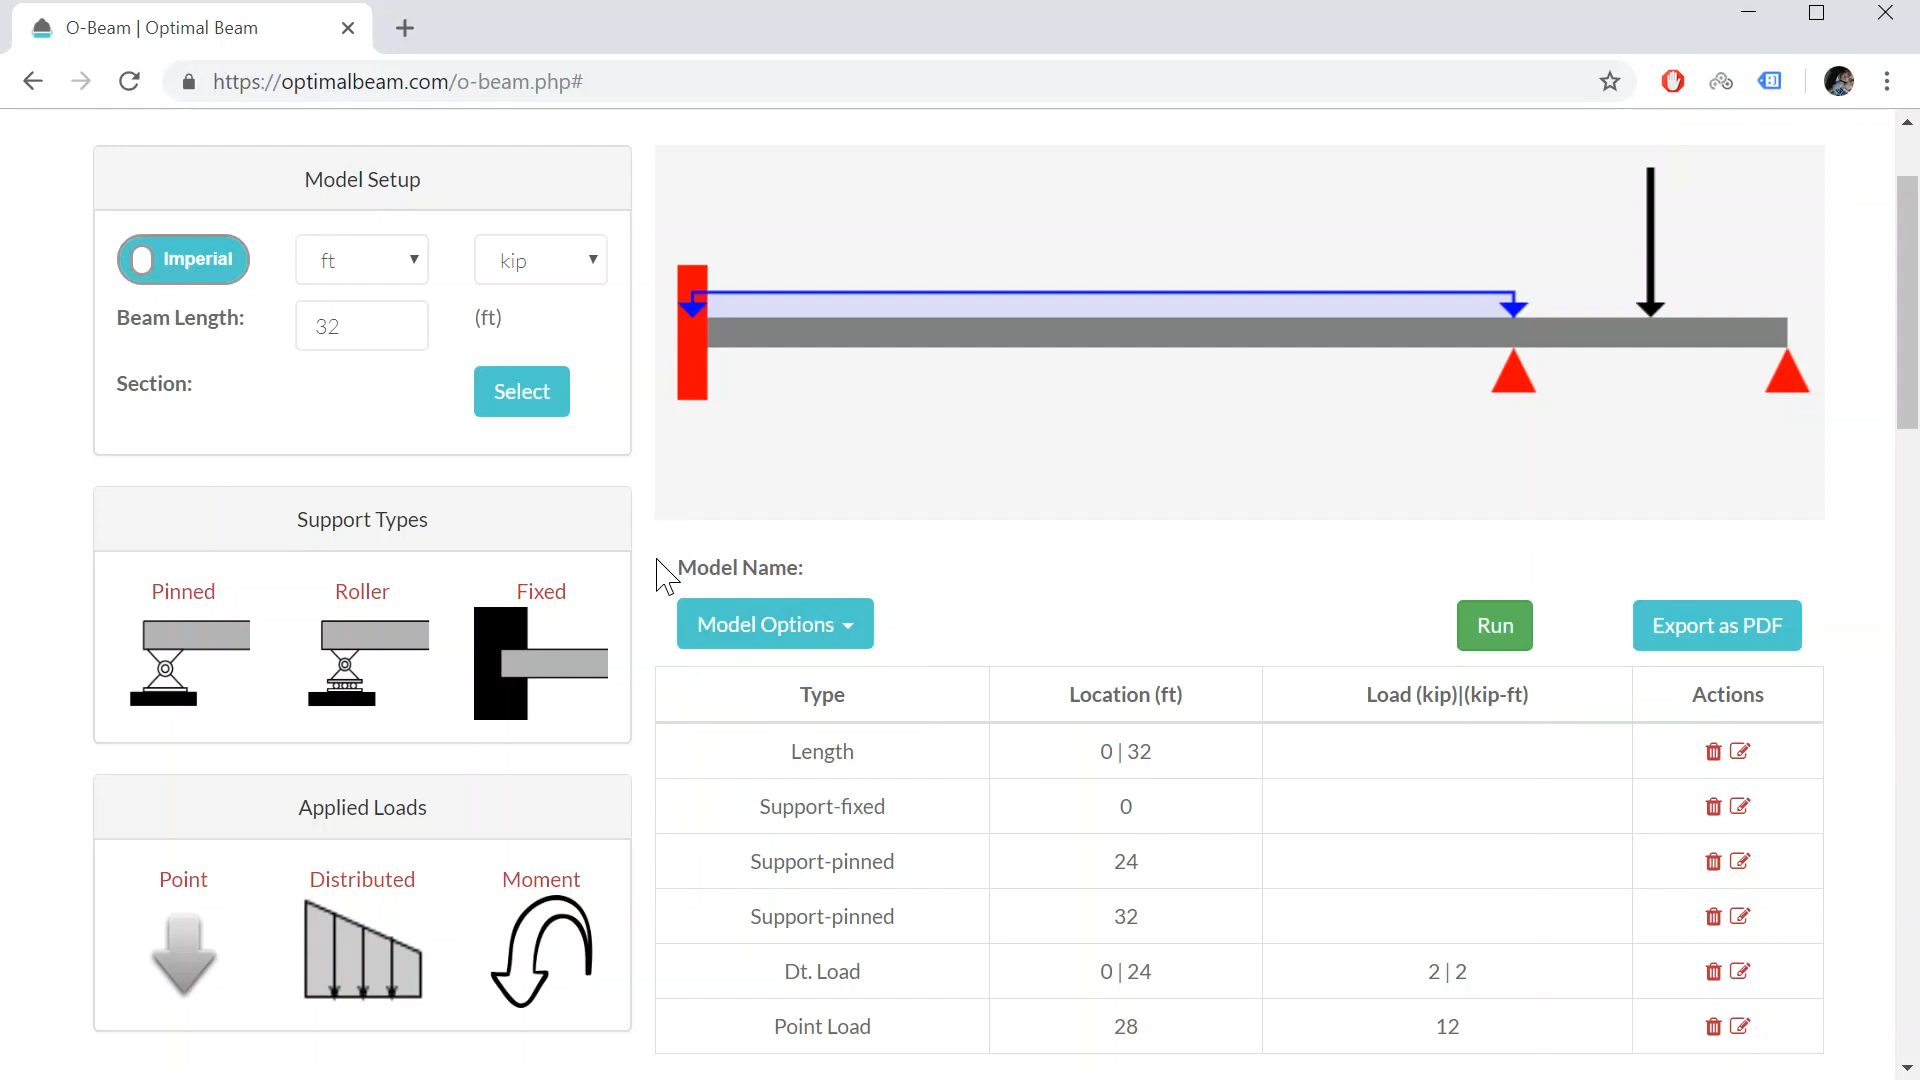 O-Beam | Optimal Beam
https://optimalbeam.com/o-beam.php#
Model Setup
Imperial
ft
kip
Beam Length:
32
(ft)
Section:
Select
Support Types
Pinned
Roller
Fixed
Applied Loads
Point
Distributed
Moment
Model Name:
Model Options
Run
Export as PDF
Type Location (ft) Load (kip)|(kip-ft) Actions
Length 0 | 32
Support-fixed 0
Support-pinned 24
Support-pinned 32
Dt. Load 0 | 24 2 | 2
Point Load 28 12